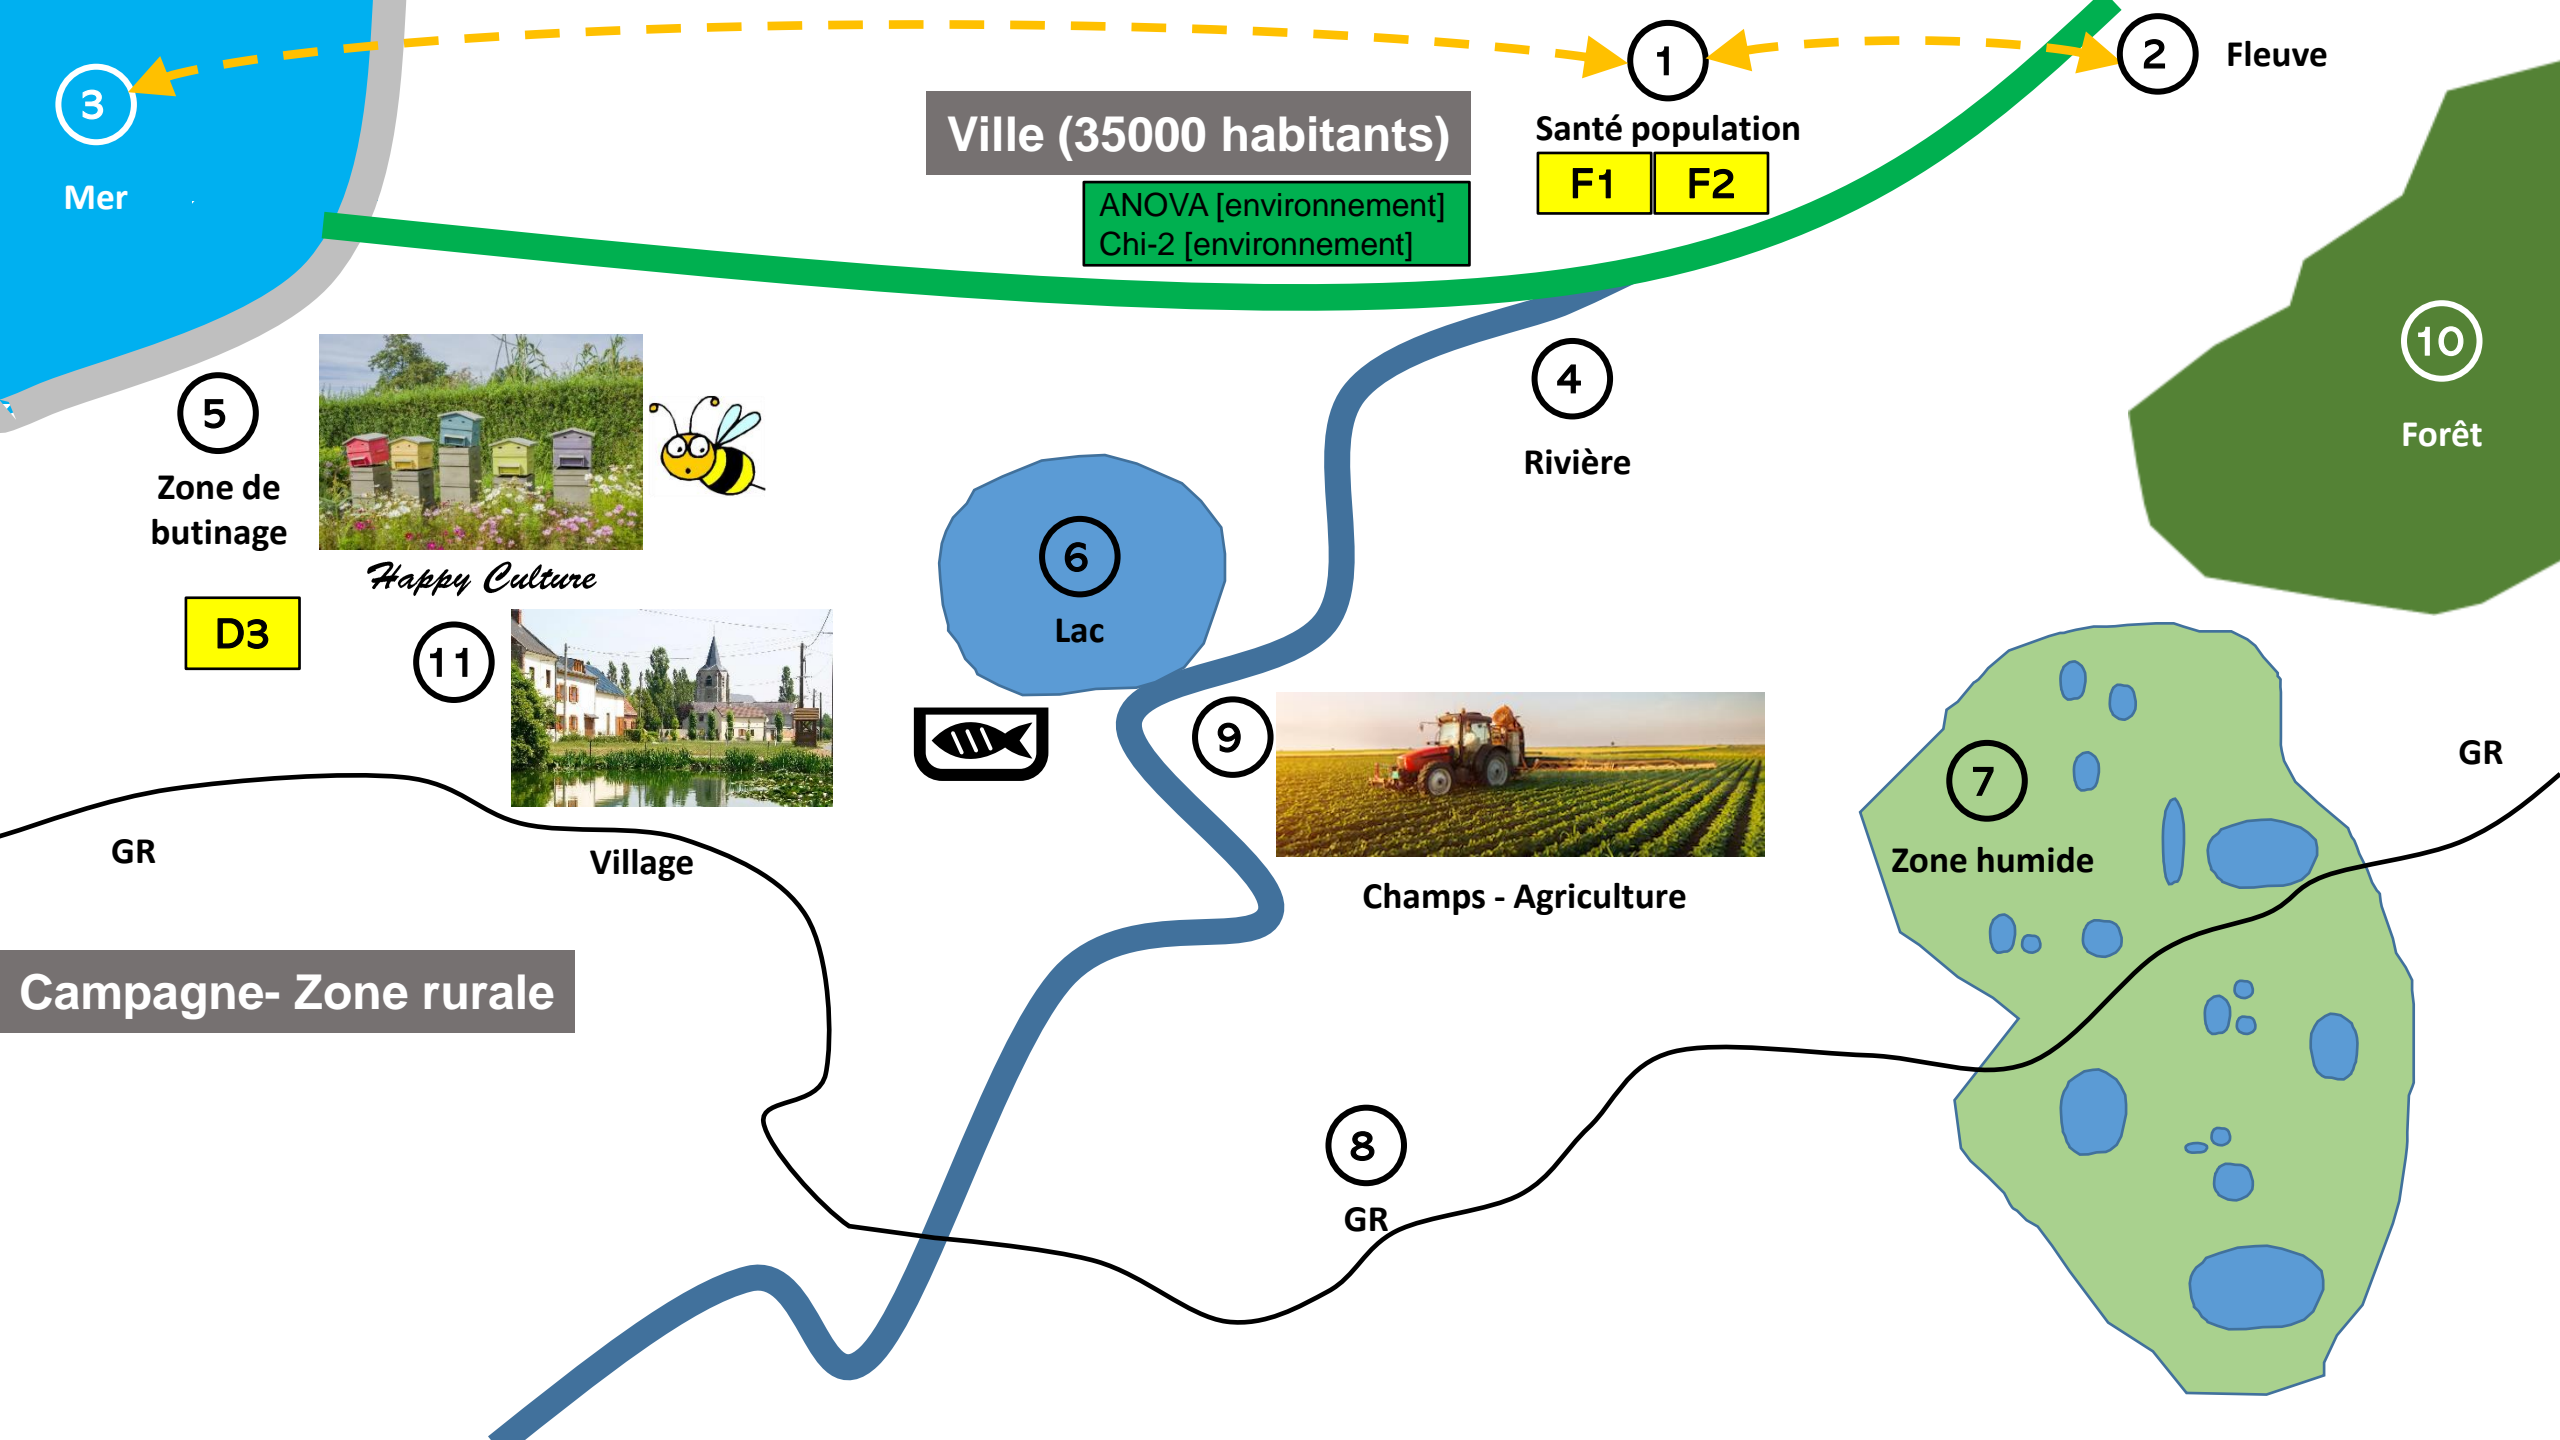 1
2
Fleuve
3
Mer
Ville (35000 habitants)
Santé population
F1
F2
ANOVA [environnement]
Chi-2 [environnement]
10
Forêt
4
Rivière
5
Zone de
butinage
Happy Culture
D3
6
Lac
11
Village
9
Champs - Agriculture
7
Zone humide
GR
GR
Campagne- Zone rurale
8
GR